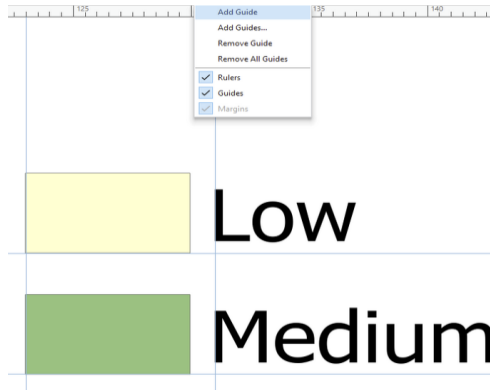 125 135 140
Add Guide
Add Guides...
Remove Guide
Remove All Guides
Rulers
Guides
Margins
Low
Medium